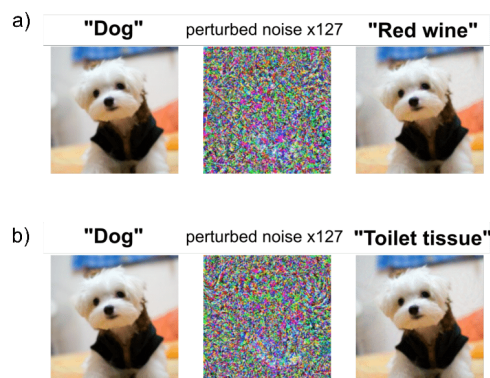 a) "Dog" perturbed noise x127 "Red wine"
b) "Dog" perturbed noise x127 "Toilet tissue"